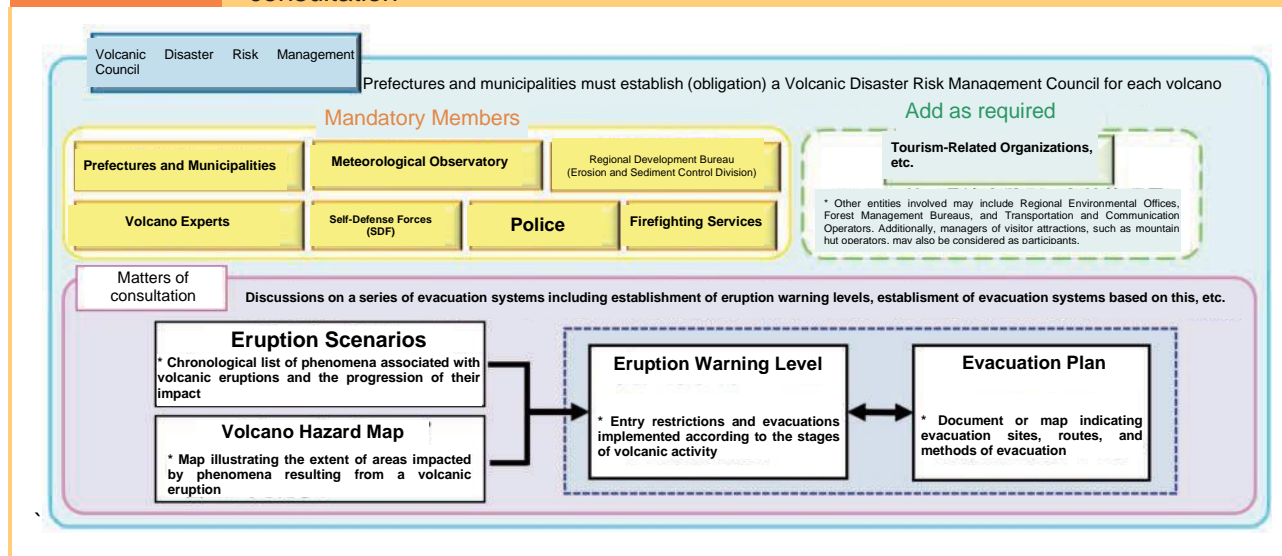 consultation
Volcanic Disaster Risk Management
Council
Prefectures and municipalities must establish (obligation) a Volcanic Disaster Risk Management Council for each volcano
Mandatory Members
Add as required
Prefectures and Municipalities
Meteorological Observatory
Regional Development Bureau
(Erosion and Sediment Control Division)
Volcano Experts
Self-Defense Forces
(SDF)
Police
Firefighting Services
Tourism-Related Organizations,
etc.
* Other entities involved may include Regional Environmental Offices,
Forest Management Bureaus, and Transportation and Communication
Operators. Additionally, managers of visitor attractions, such as mountain
hut operators, may also be considered as participants.
Matters of
consultation
Discussions on a series of evacuation systems including establishment of eruption warning levels, establisment of evacuation systems based on this, etc.
Eruption Scenarios
* Chronological list of phenomena associated with
volcanic eruptions and the progression of their
impact
Volcano Hazard Map
* Map illustrating the extent of areas impacted
by phenomena resulting from a volcanic
eruption
Eruption Warning Level
* Entry restrictions and evacuations
implemented according to the stages
of volcanic activity
Evacuation Plan
* Document or map indicating
evacuation sites, routes, and
methods of evacuation
`